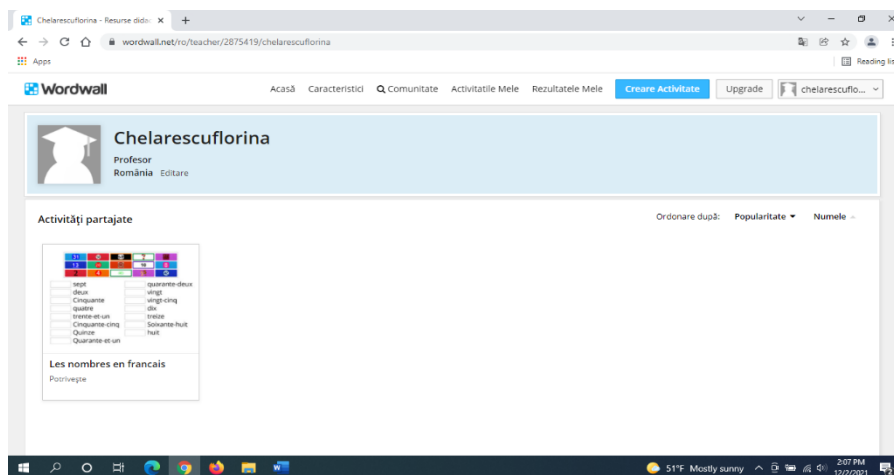 Chelarescuflorina - Resurse didac
wordwall.net/ro/teacher/2875419/chelarescuflorina
Apps
Reading lis
Wordwall
Acasă Caracteristici Comunitate Activitatile Mele Rezultatele Mele Creare Activitate Upgrade chelarescuflo...
Chelarescuflorina
Profesor
România Editare
Activități partajate
Ordonare după: Popularitate Numele
sept
deux
Cinquante
quatre
trente-et-un
Cinquante-cinq
Quinze
Quarante-et-un
quarante-deux
vingt
vingt-cinq
dix
treize
Soixante-huit
huit
Les nombres en francais
Potrivește
51°F Mostly sunny
2:07 PM
12/2/2021